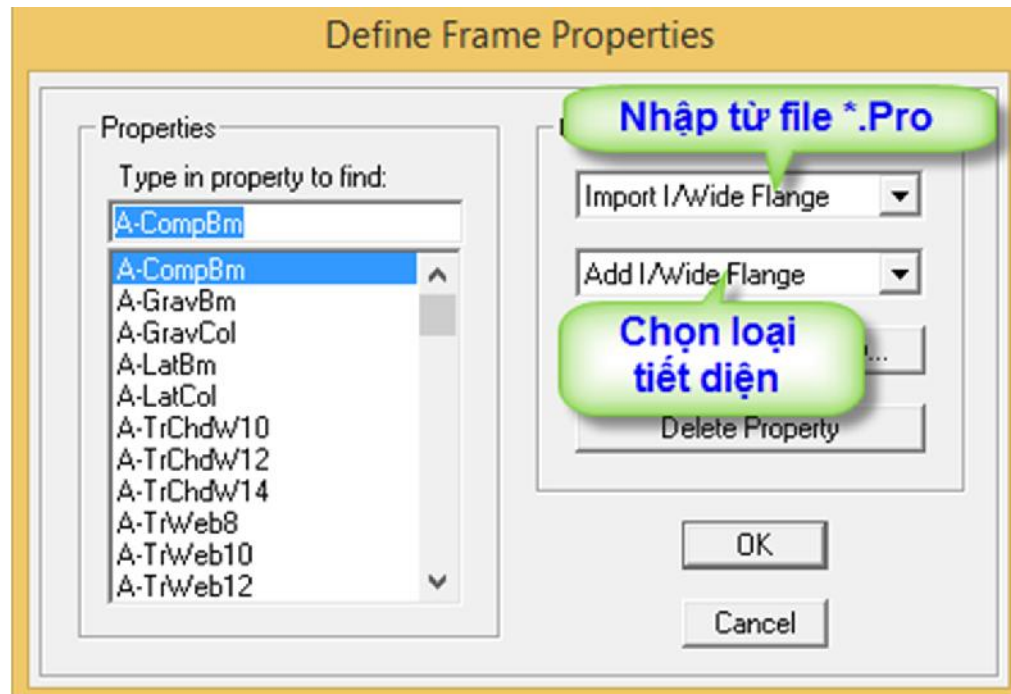 Define Frame Properties
Properties
Type in property to find:
A-CompBm
A-CompBm
A-GravBm
A-GravCol
A-LatBm
A-LatCol
A-TrChdW10
A-TrChdW12
A-TrChdW14
A-TrWeb8
A-TrWeb10
A-TrWeb12
Nhập từ file *.Pro
Import I/Wide Flange
Add I/Wide Flange
Chọn loại
tiết diện
...
Delete Property
OK
Cancel